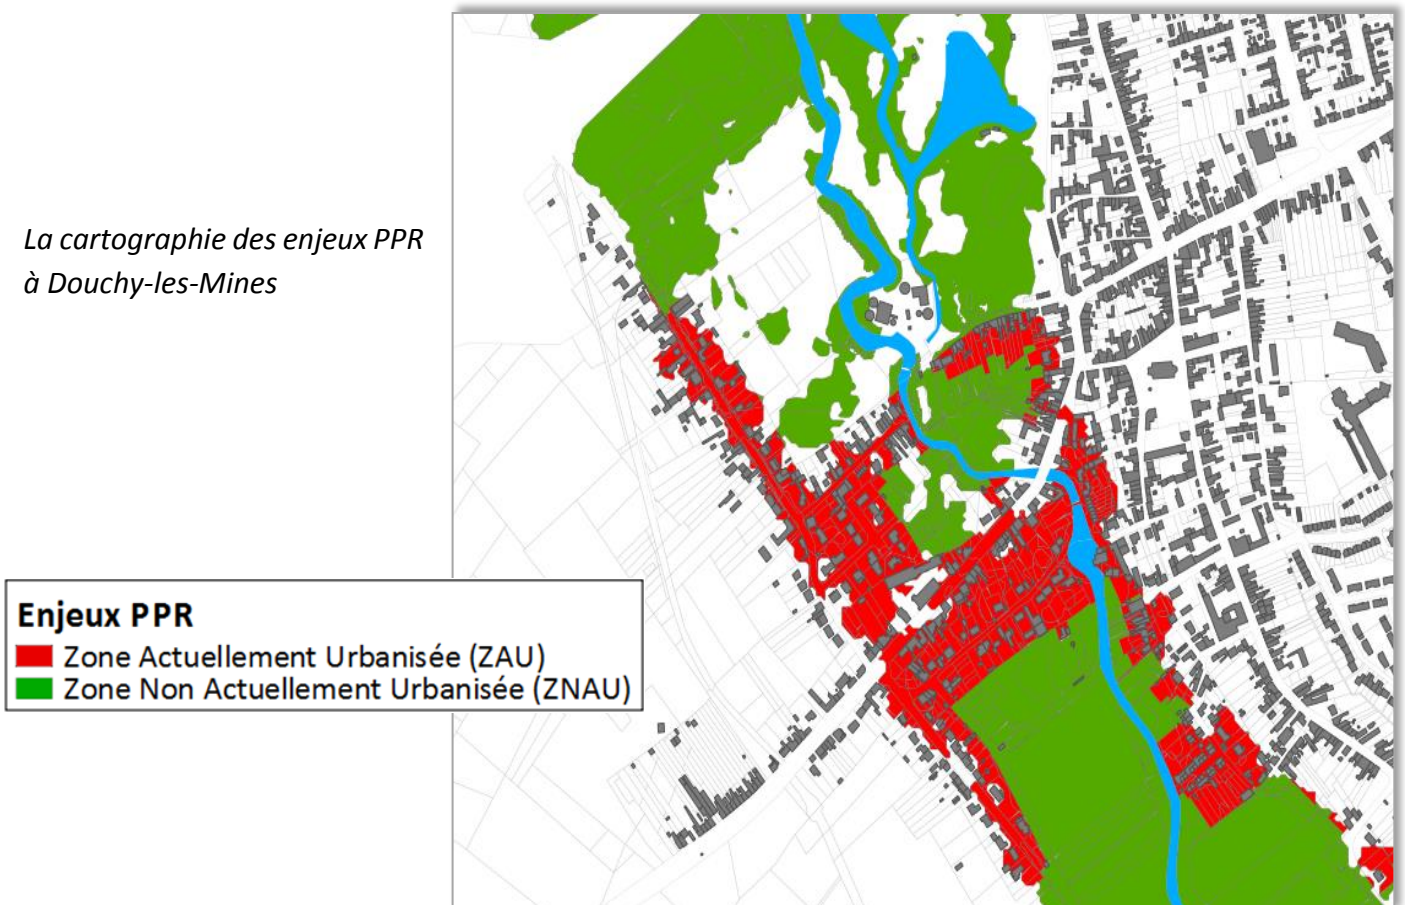 La cartographie des enjeux PPR
à Douchy-les-Mines
Enjeux PPR
Zone Actuellement Urbanisée (ZAU)
Zone Non Actuellement Urbanisée (ZNAU)